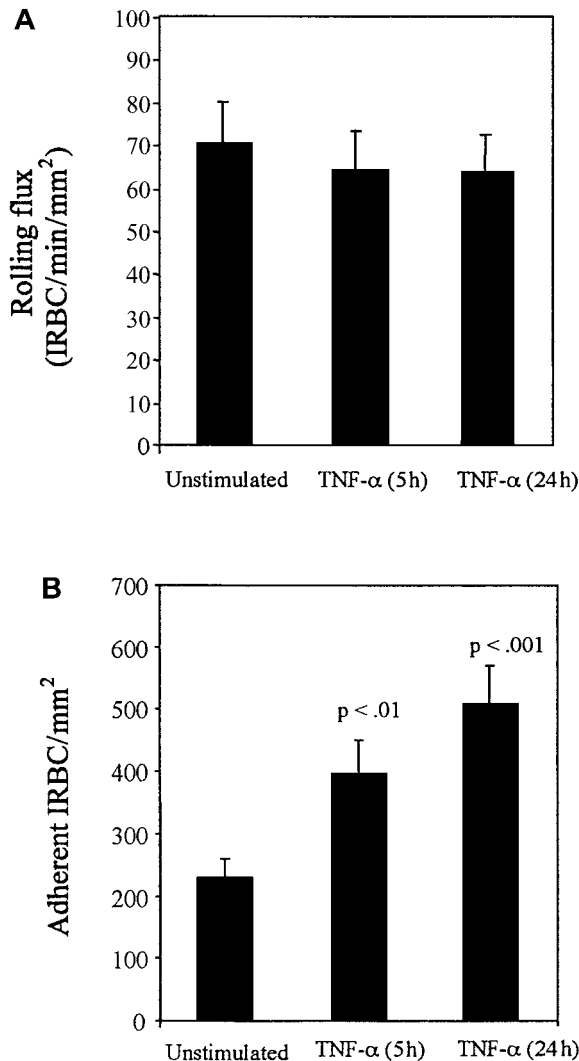 A
Rolling flux
(IRBC/min/mm²)
100
90
80
70
60
50
40
30
20
10
0
Unstimulated TNF-α (5h) TNF-α (24h)
B
Adherent IRBC/mm²
700
600
500
400
300
200
100
0
p < .01
p < .001
Unstimulated TNF-α (5h) TNF-α (24h)